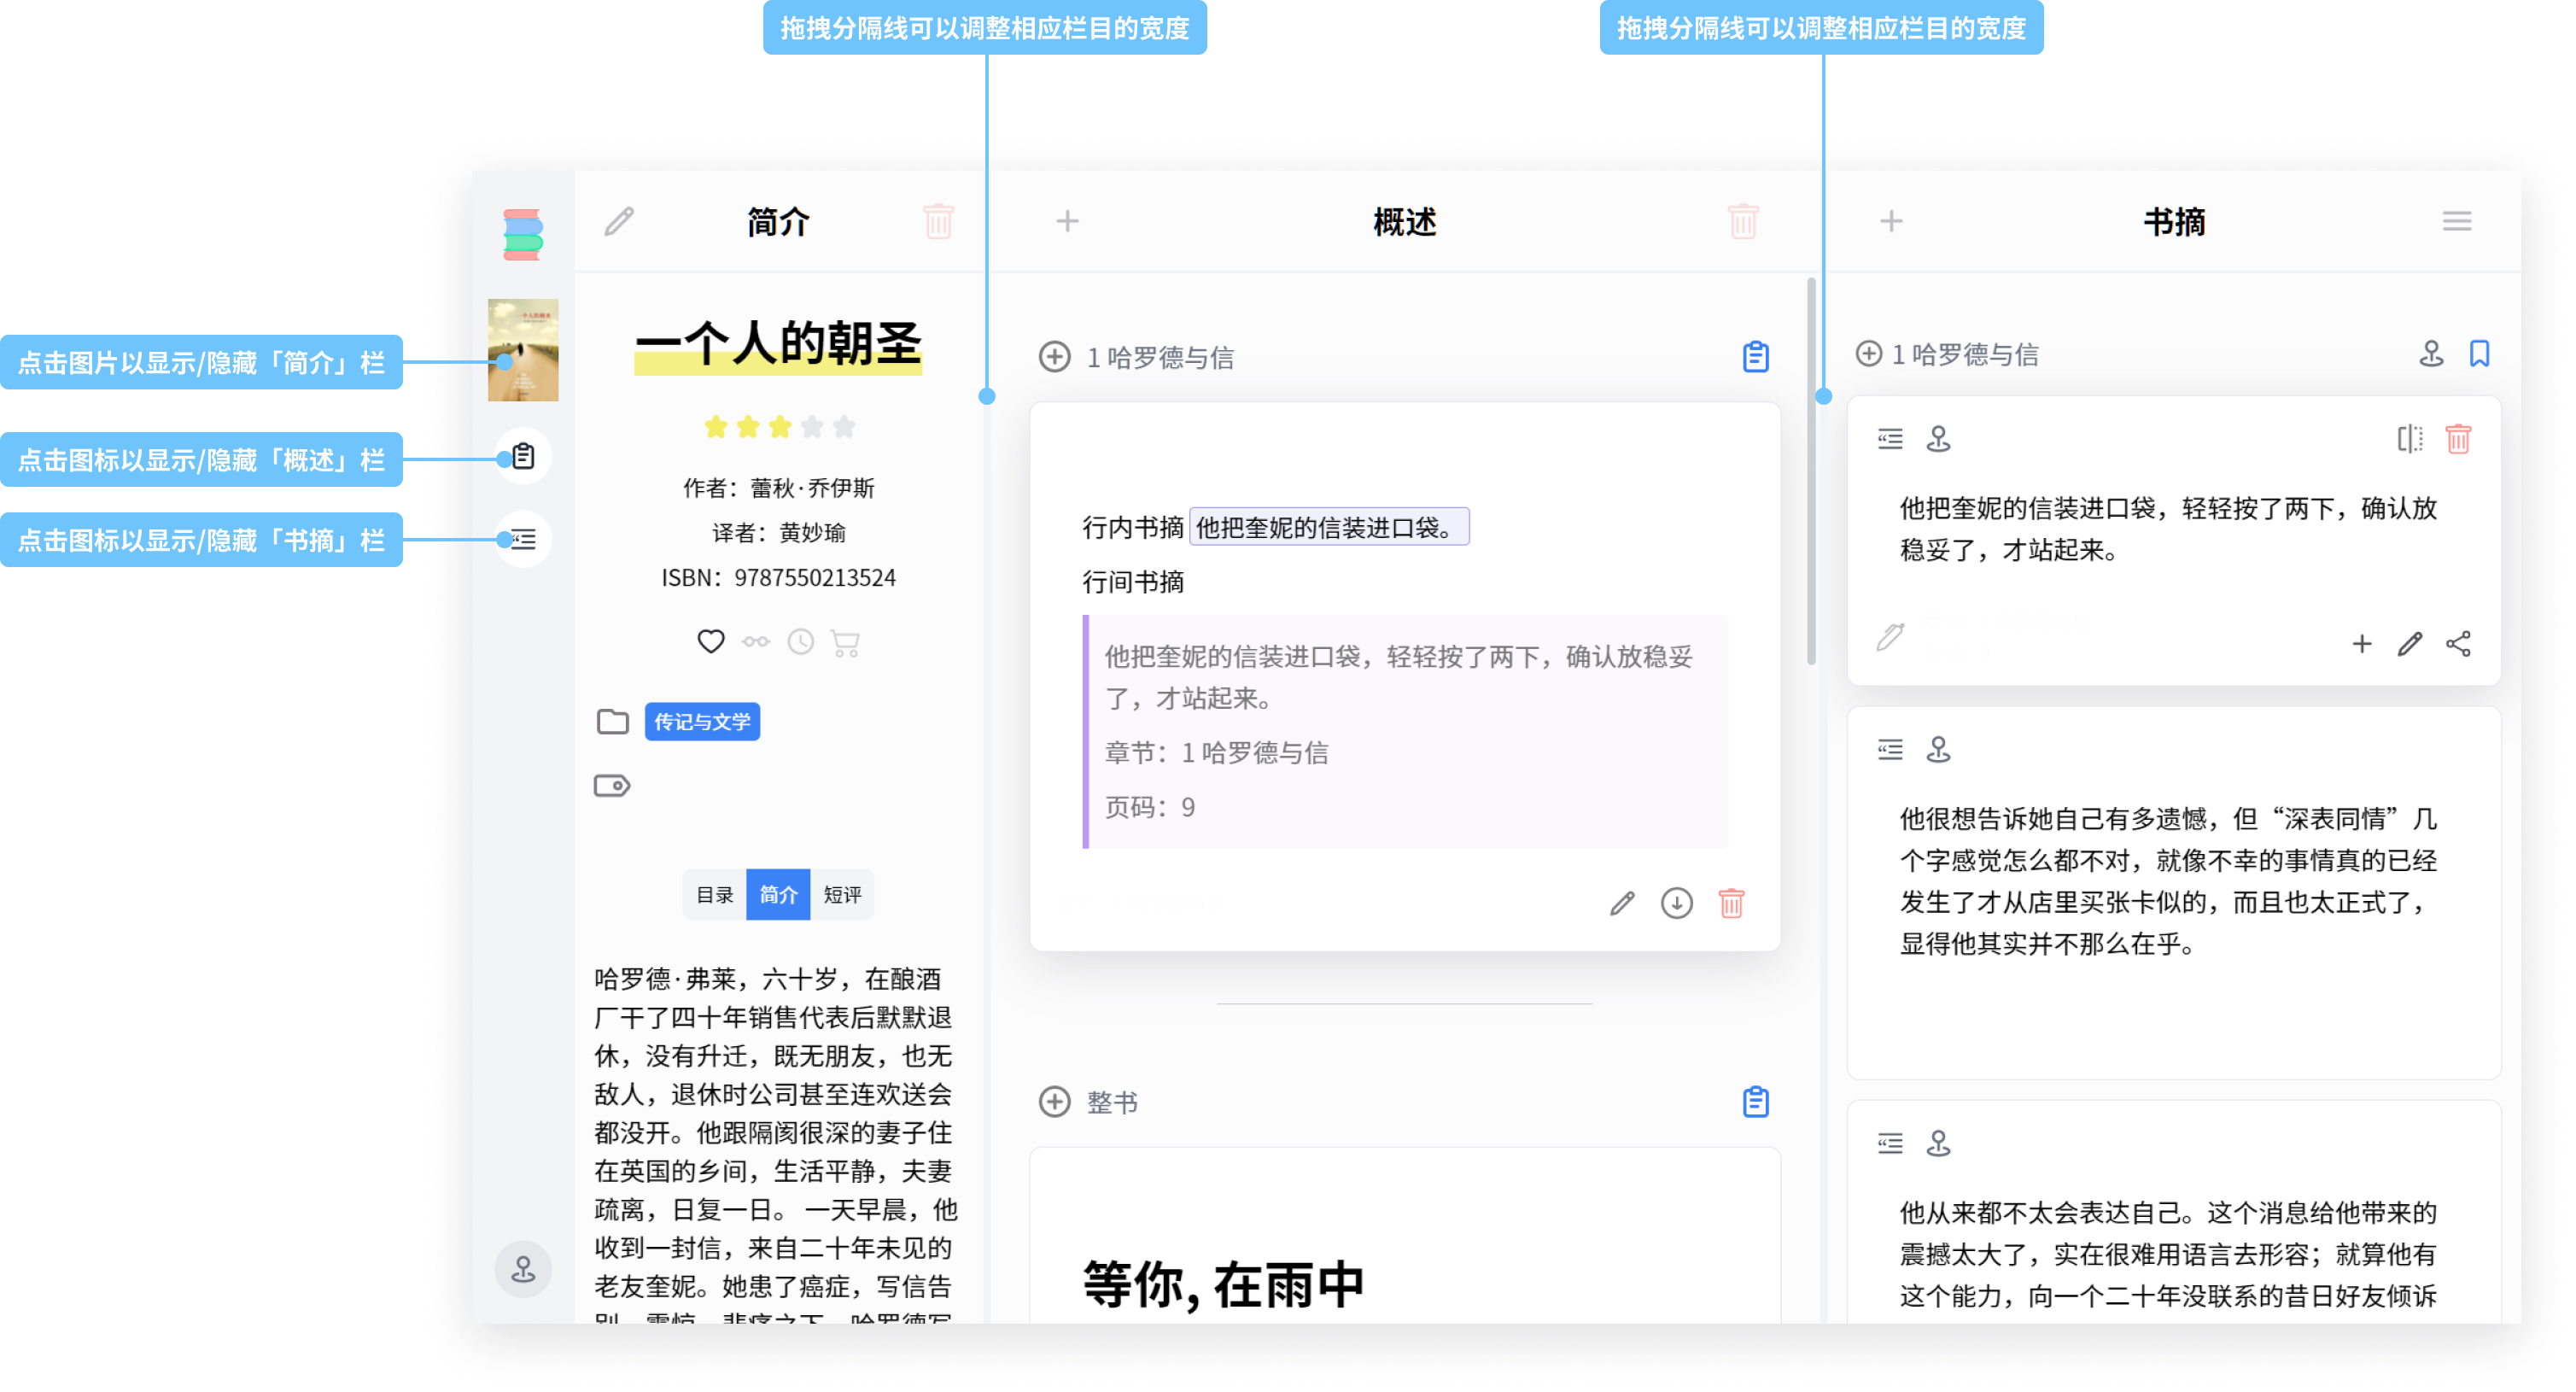 拖拽分隔线可以调整相应栏目的宽度
拖拽分隔线可以调整相应栏目的宽度
点击图片以显示/隐藏「简介」栏
点击图标以显示/隐藏「概述」栏
点击图标以显示/隐藏「书摘」栏
一个人的朝圣
简介
一个人的朝圣
作者：蕾秋·乔伊斯
译者：黄妙瑜
ISBN：9787550213524
传记与文学
目录 简介 短评
哈罗德·弗莱，六十岁，在酿酒
厂干了四十年销售代表后默默退
休，没有升迁，既无朋友，也无
敌人，退休时公司甚至连欢送会
都没开。他跟隔阂很深的妻子住
在英国的乡间，生活平静，夫妻
疏离，日复一日。 一天早晨，他
收到一封信，来自二十年未见的
老友奎妮。她患了癌症，写信告
别。震惊、悲痛之下，哈罗德写
概述
1 哈罗德与信
行内书摘 他把奎妮的信装进口袋。
行间书摘
他把奎妮的信装进口袋，轻轻按了两下，确认放稳妥
了，才站起来。
章节：1 哈罗德与信
页码：9
整书
等你, 在雨中
书摘
1 哈罗德与信
他把奎妮的信装进口袋，轻轻按了两下，确认放
稳妥了，才站起来。
他很想告诉她自己有多遗憾，但“深表同情”几
个字感觉怎么都不对，就像不幸的事情真的已经
发生了才从店里买张卡似的，而且也太正式了，
显得他其实并不那么在乎。
他从来都不太会表达自己。这个消息给他带来的
震撼太大了，实在很难用语言去形容；就算他有
这个能力，向一个二十年没联系的昔日好友倾诉